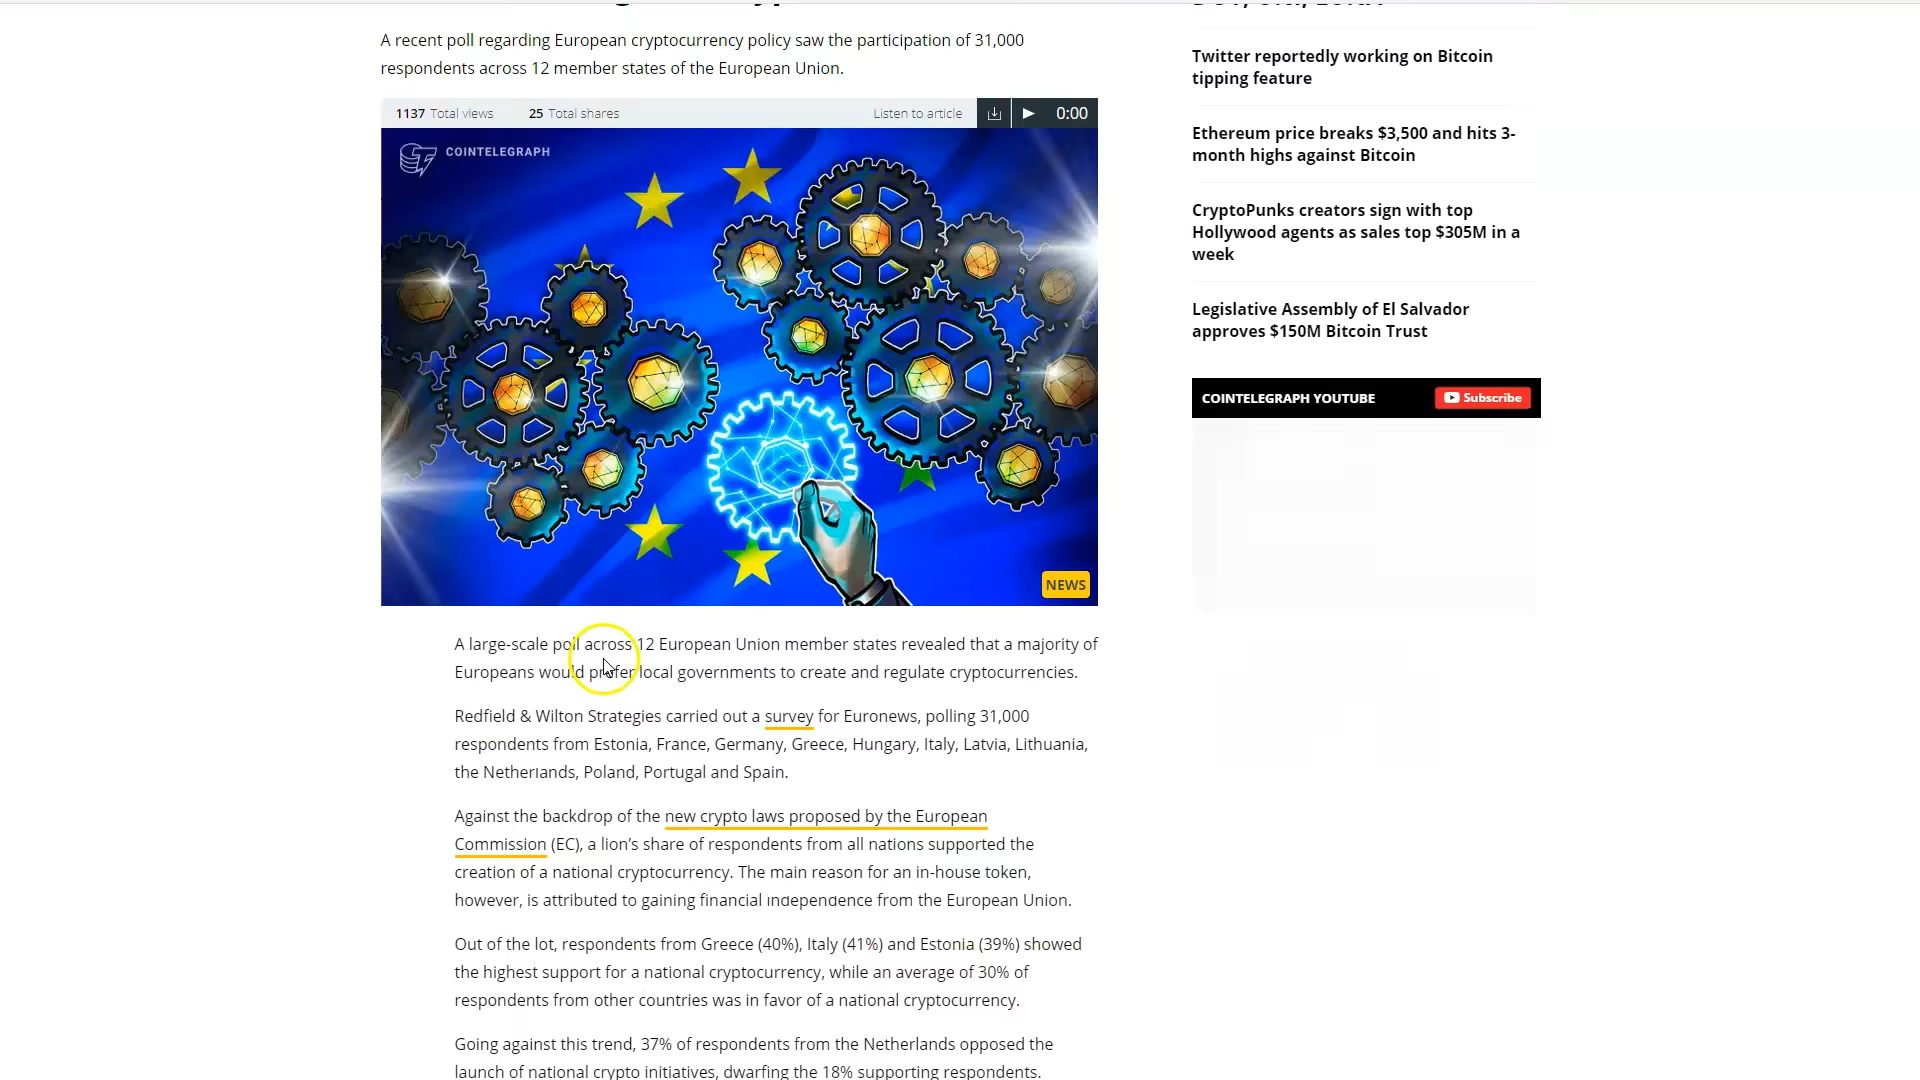 A recent poll regarding European cryptocurrency policy saw the participation of 31,000
respondents across 12 member states of the European Union.
1137 Total views 25 Total shares Listen to article 0:00
COINTELEGRAPH
NEWS
A large-scale poll across 12 European Union member states revealed that a majority of
Europeans would prefer local governments to create and regulate cryptocurrencies.
Redfield & Wilton Strategies carried out a survey for Euronews, polling 31,000
respondents from Estonia, France, Germany, Greece, Hungary, Italy, Latvia, Lithuania,
the Netherlands, Poland, Portugal and Spain.
Against the backdrop of the new crypto laws proposed by the European
Commission (EC), a lion’s share of respondents from all nations supported the
creation of a national cryptocurrency. The main reason for an in-house token,
however, is attributed to gaining financial independence from the European Union.
Out of the lot, respondents from Greece (40%), Italy (41%) and Estonia (39%) showed
the highest support for a national cryptocurrency, while an average of 30% of
respondents from other countries was in favor of a national cryptocurrency.
Going against this trend, 37% of respondents from the Netherlands opposed the
launch of national crypto initiatives, dwarfing the 18% supporting respondents.
Twitter reportedly working on Bitcoin
tipping feature
Ethereum price breaks $3,500 and hits 3-
month highs against Bitcoin
CryptoPunks creators sign with top
Hollywood agents as sales top $305M in a
week
Legislative Assembly of El Salvador
approves $150M Bitcoin Trust
COINTELEGRAPH YOUTUBE Subscribe